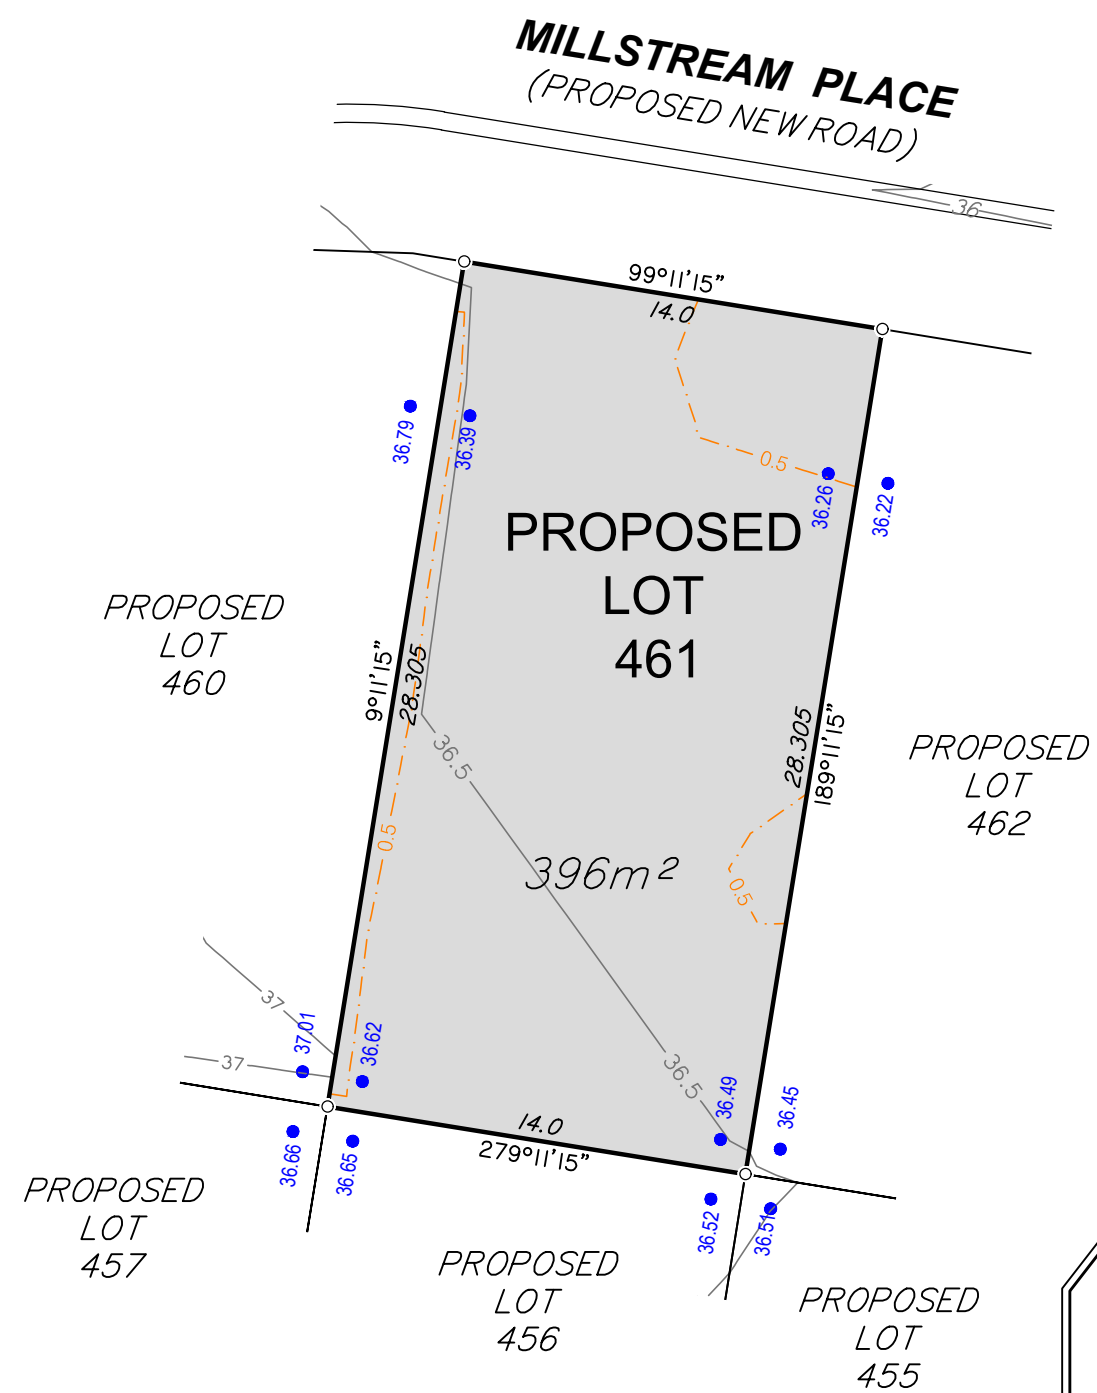 MILLSTREAM PLACE
(PROPOSED NEW ROAD)
36
99°11'15"
14.0
36.79
36.39
0.5
36.26
36.22
PROPOSED
LOT
461
PROPOSED
LOT
460
9°11'15"
28.305
28.305
189°11'15"
36.5
PROPOSED
LOT
462
0.5
396m²
0.5
37
37.01
36.62
37
36.5
36.49
36.45
14.0
279°11'15"
36.66
36.65
36.52
36.51
PROPOSED
LOT
457
PROPOSED
LOT
456
PROPOSED
LOT
455